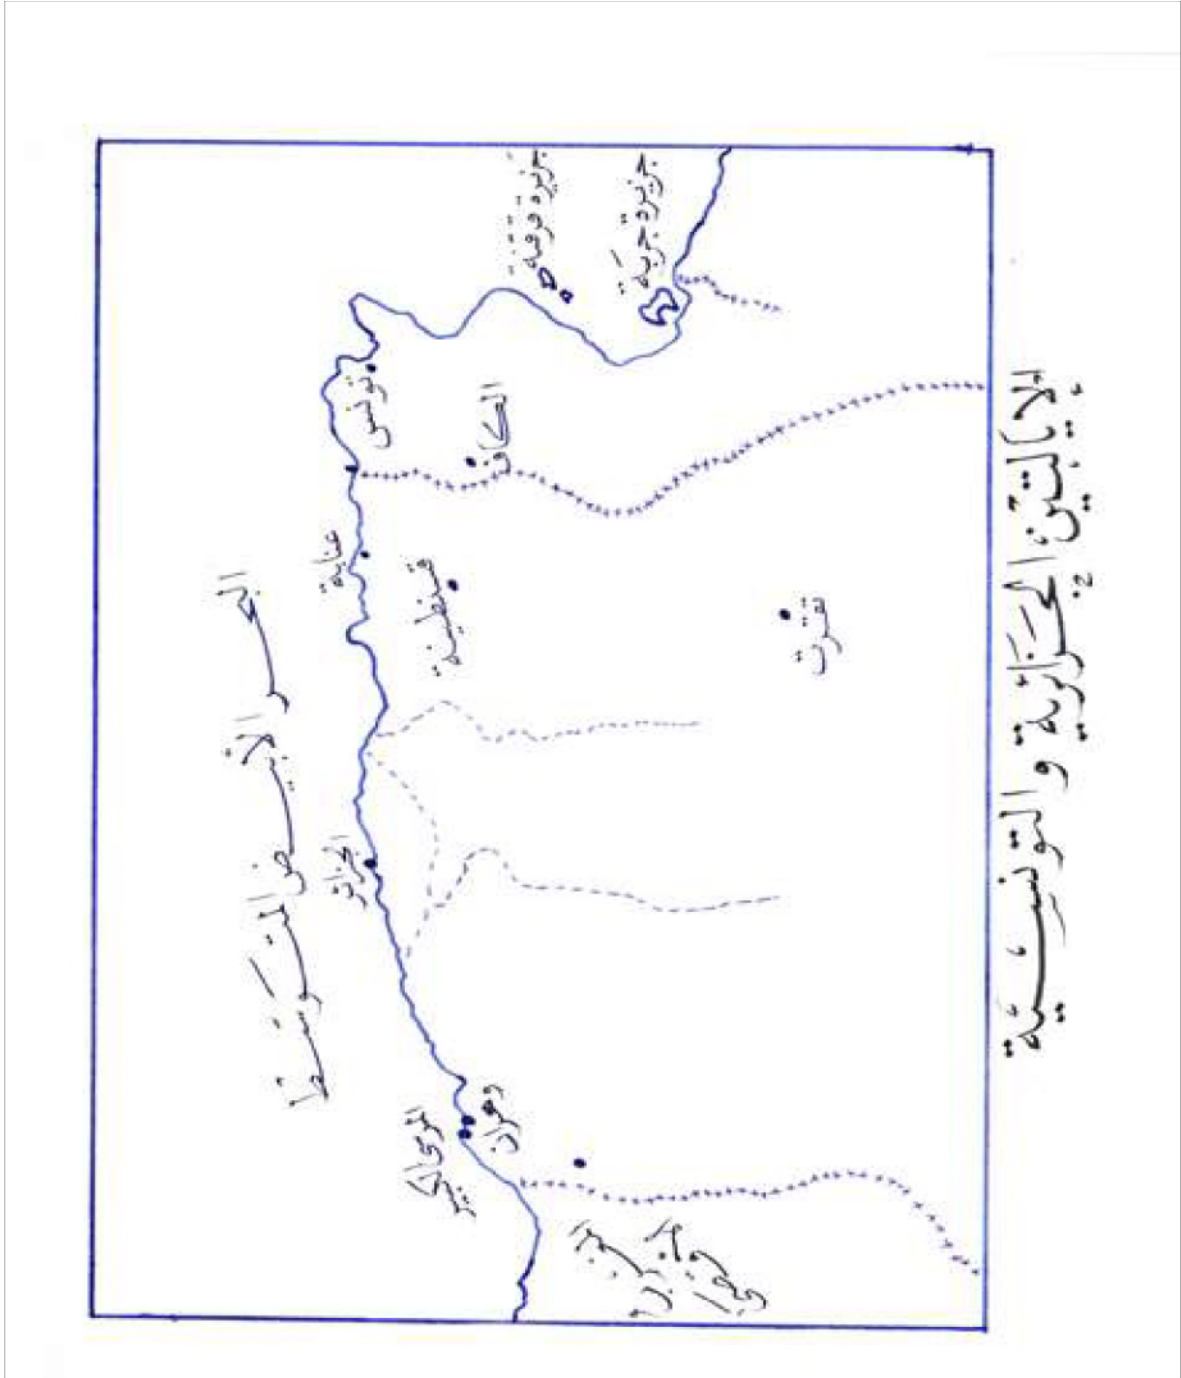 الإيالتين الجزائرية والتونسية
البحر الأبيض المتوسط
جزيرة قرقنة
جزيرة جربة
تونس
الكاف
عنابة
قسنطينة
تقرت
الجزائر
وهران
المرسى الكبير